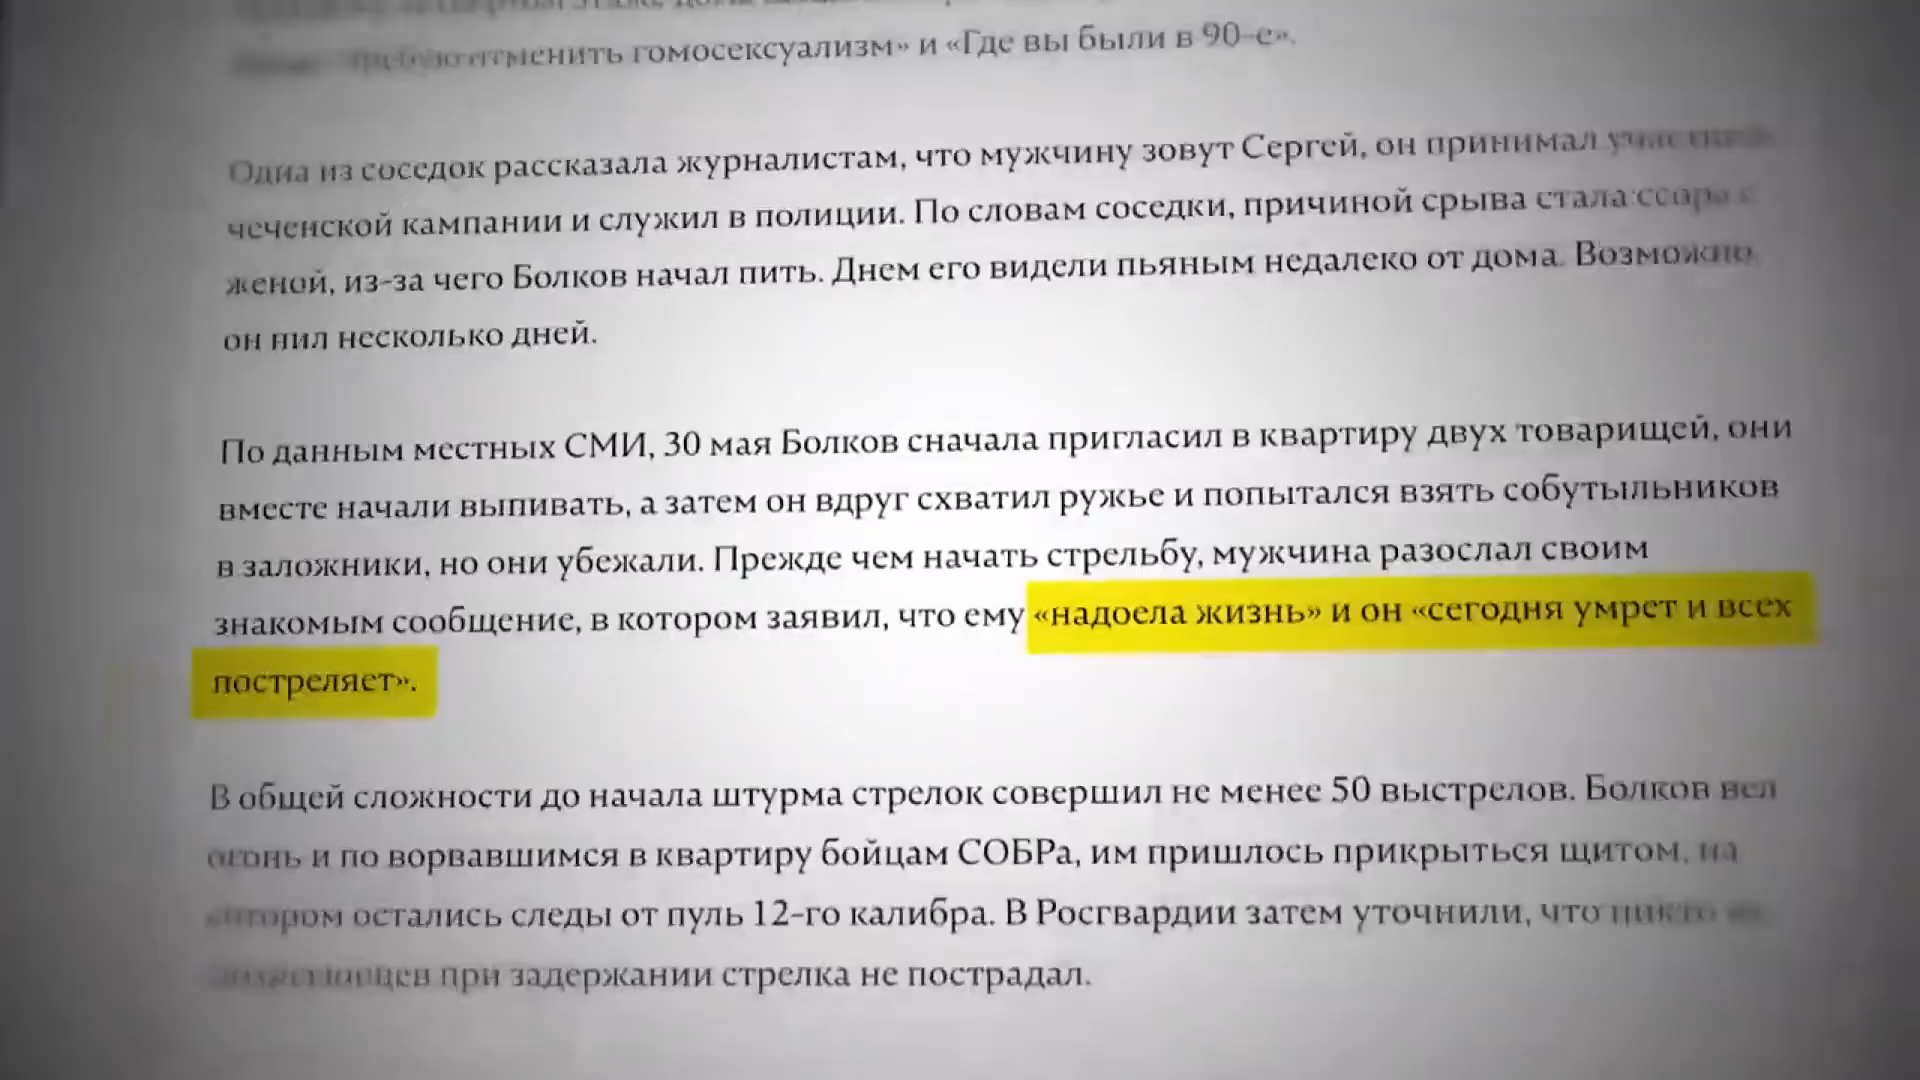 отменить гомосексуализм» и «Где вы были в 90-е».
Одна из соседок рассказала журналистам, что мужчину зовут Сергей, он принимал
чеченской кампании и служил в полиции. По словам соседки, причиной срыва стала ссора с
женой, из-за чего Болков начал пить. Днем его видели пьяным недалеко от дома. Возможно,
он пил несколько дней.
По данным местных СМИ, 30 мая Болков сначала пригласил в квартиру двух товарищей, они
вместе начали выпивать, а затем он вдруг схватил ружье и попытался взять собутыльников
в заложники, но они убежали. Прежде чем начать стрельбу, мужчина разослал своим
знакомым сообщение, в котором заявил, что ему «надоела жизнь» и он «сегодня умрет и всех
постреляет».
В общей сложности до начала штурма стрелок совершил не менее 50 выстрелов. Болков вел
огонь и по ворвавшимся в квартиру бойцам СОБРа, им пришлось прикрыться щитом, на
котором остались следы от пуль 12-го калибра. В Росгвардии затем уточнили, что никто
при задержании стрелка не пострадал.